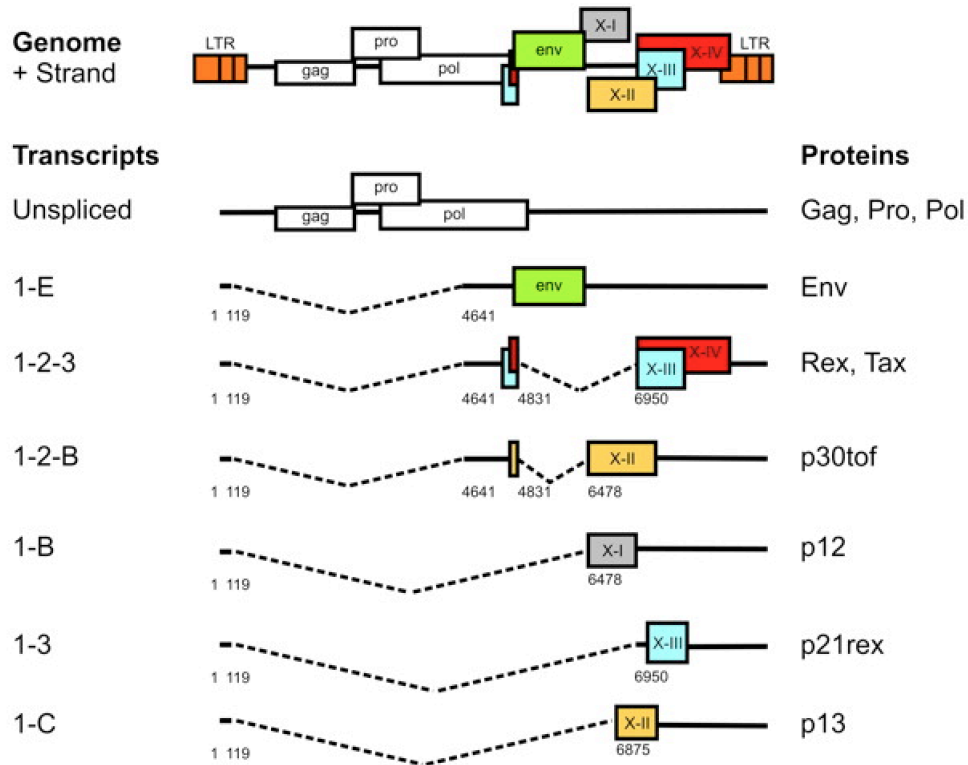 Genome
+ Strand
LTR gag pro pol env X-I X-II X-III X-IV LTR
Transcripts Proteins
Unspliced gag pro pol Gag, Pro, Pol
1-E env Env
1 119 4641
1-2-3 X-III X-IV Rex, Tax
1 119 4641 4831 6950
1-2-B X-II p30tof
1 119 4641 4831 6478
1-B X-I p12
1 119 6478
1-3 X-III p21rex
1 119 6950
1-C X-II p13
1 119 6875